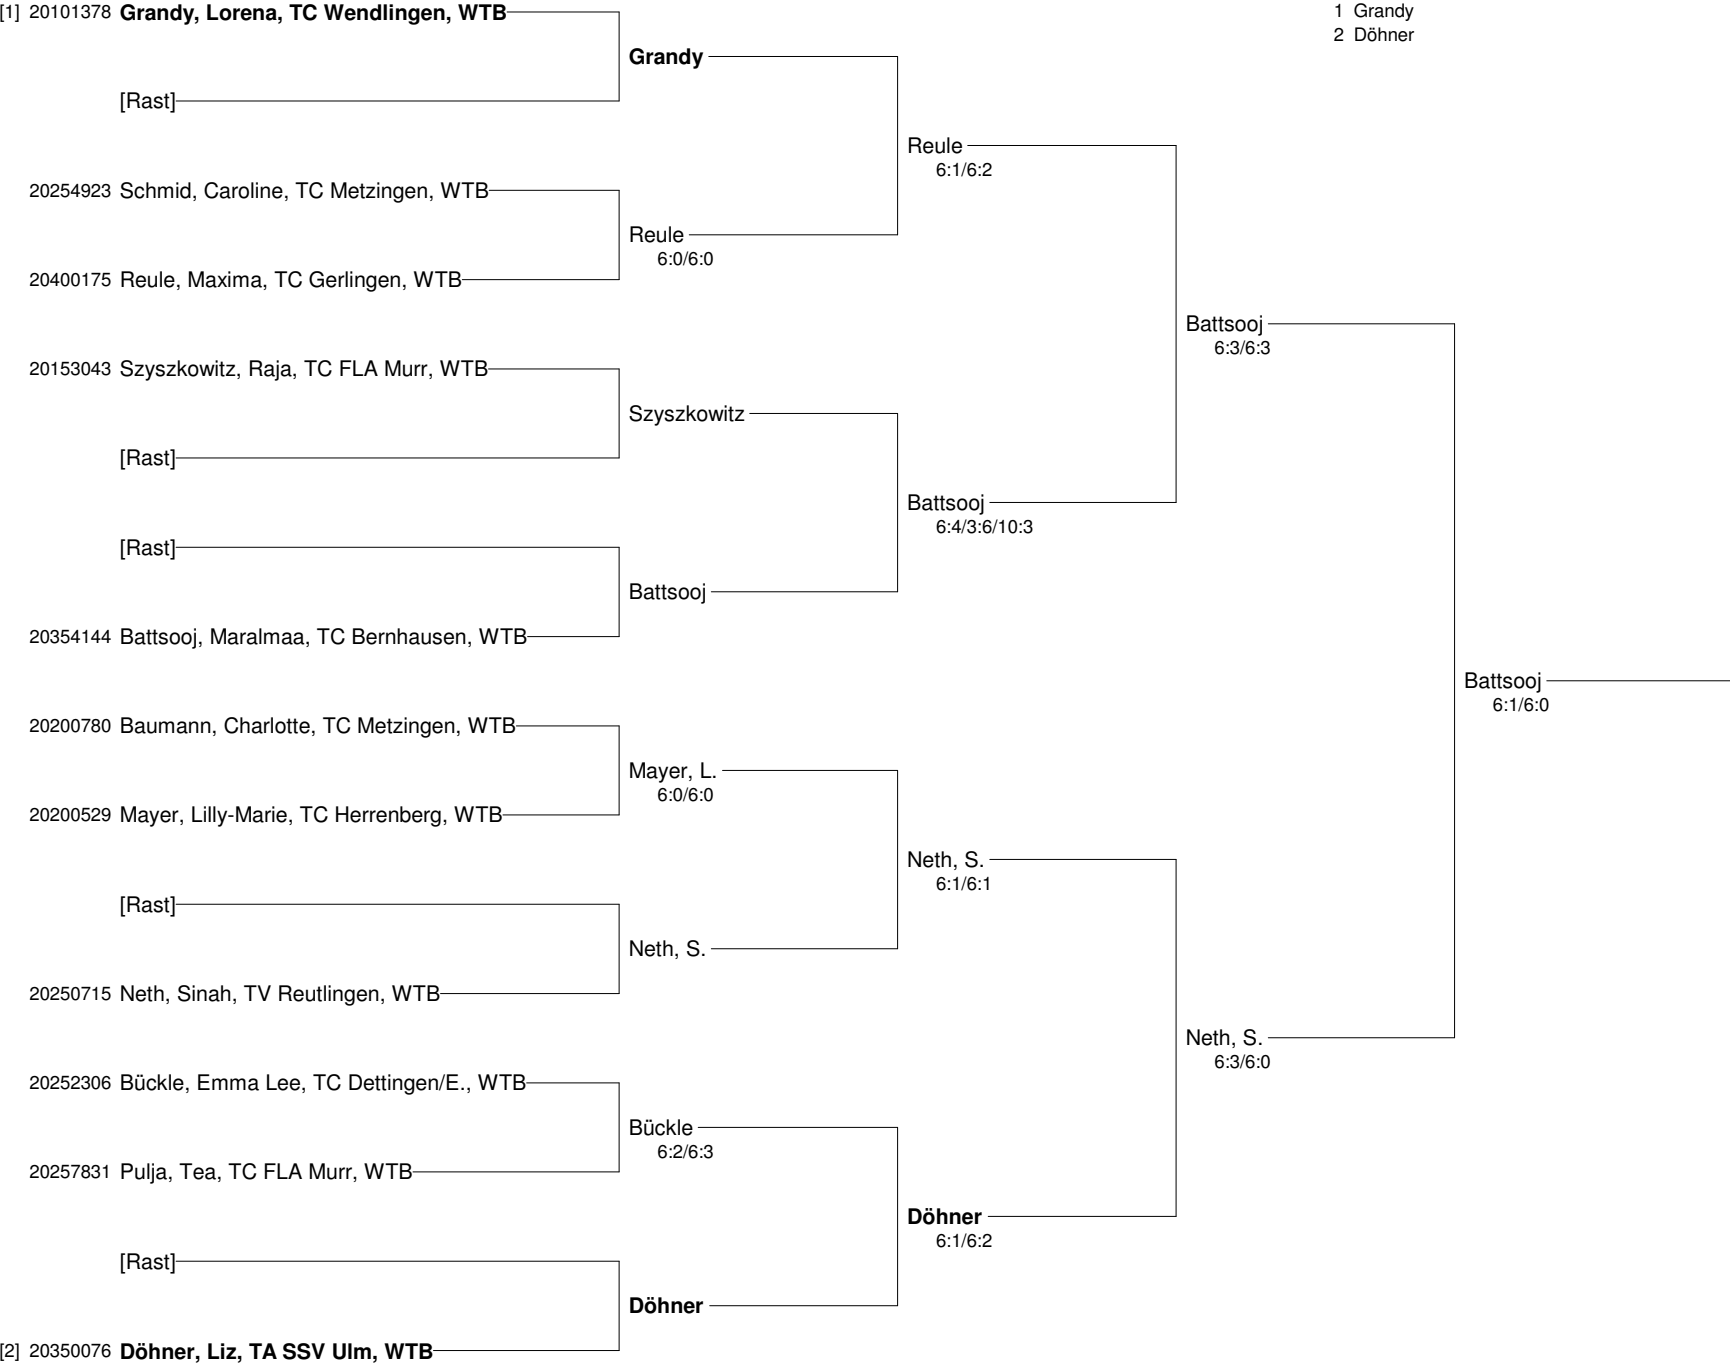 [1] 20101378 Grandy, Lorena, TC Wendlingen, WTB
1 Grandy
2 Döhner
Grandy
[Rast]
Reule
6:1/6:2
20254923 Schmid, Caroline, TC Metzingen, WTB
Reule
6:0/6:0
20400175 Reule, Maxima, TC Gerlingen, WTB
Battsooj
6:3/6:3
20153043 Szyszkowitz, Raja, TC FLA Murr, WTB
Szyszkowitz
[Rast]
Battsooj
6:4/3:6/10:3
[Rast]
Battsooj
20354144 Battsooj, Maralmaa, TC Bernhausen, WTB
Battsooj
6:1/6:0
20200780 Baumann, Charlotte, TC Metzingen, WTB
Mayer, L.
6:0/6:0
20200529 Mayer, Lilly-Marie, TC Herrenberg, WTB
Neth, S.
6:1/6:1
[Rast]
Neth, S.
20250715 Neth, Sinah, TV Reutlingen, WTB
Neth, S.
6:3/6:0
20252306 Bückle, Emma Lee, TC Dettingen/E., WTB
Bückle
6:2/6:3
20257831 Pulja, Tea, TC FLA Murr, WTB
Döhner
6:1/6:2
[Rast]
Döhner
[2] 20350076 Döhner, Liz, TA SSV Ulm, WTB